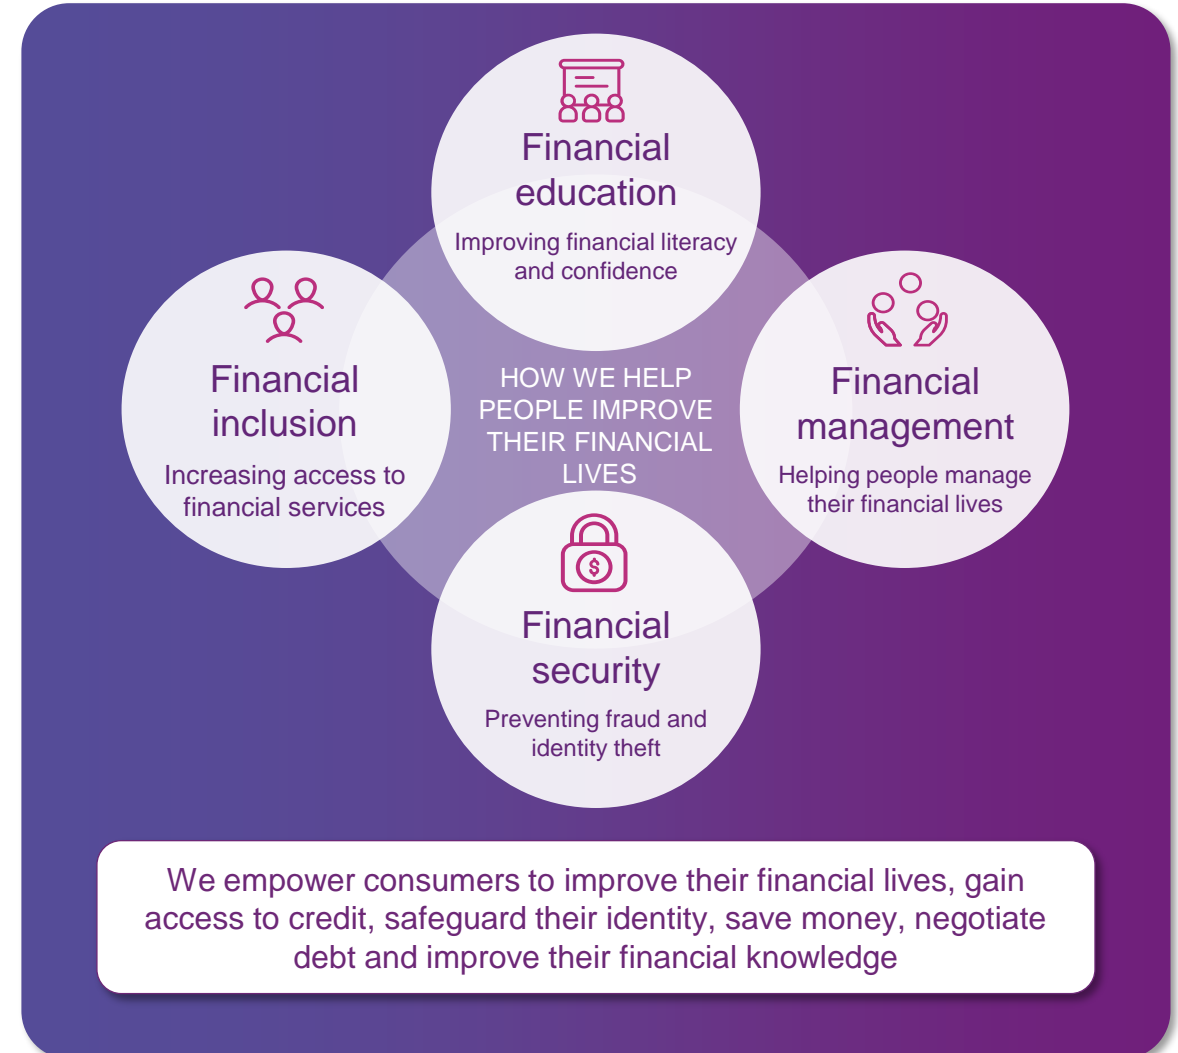 Financial
education
Improving financial literacy
and confidence
Financial
inclusion
Increasing access to
financial services
HOW WE HELP
PEOPLE IMPROVE
THEIR FINANCIAL
LIVES
Financial
management
Helping people manage
their financial lives
$
Financial
security
Preventing fraud and
identity theft
We empower consumers to improve their financial lives, gain
access to credit, safeguard their identity, save money, negotiate
debt and improve their financial knowledge